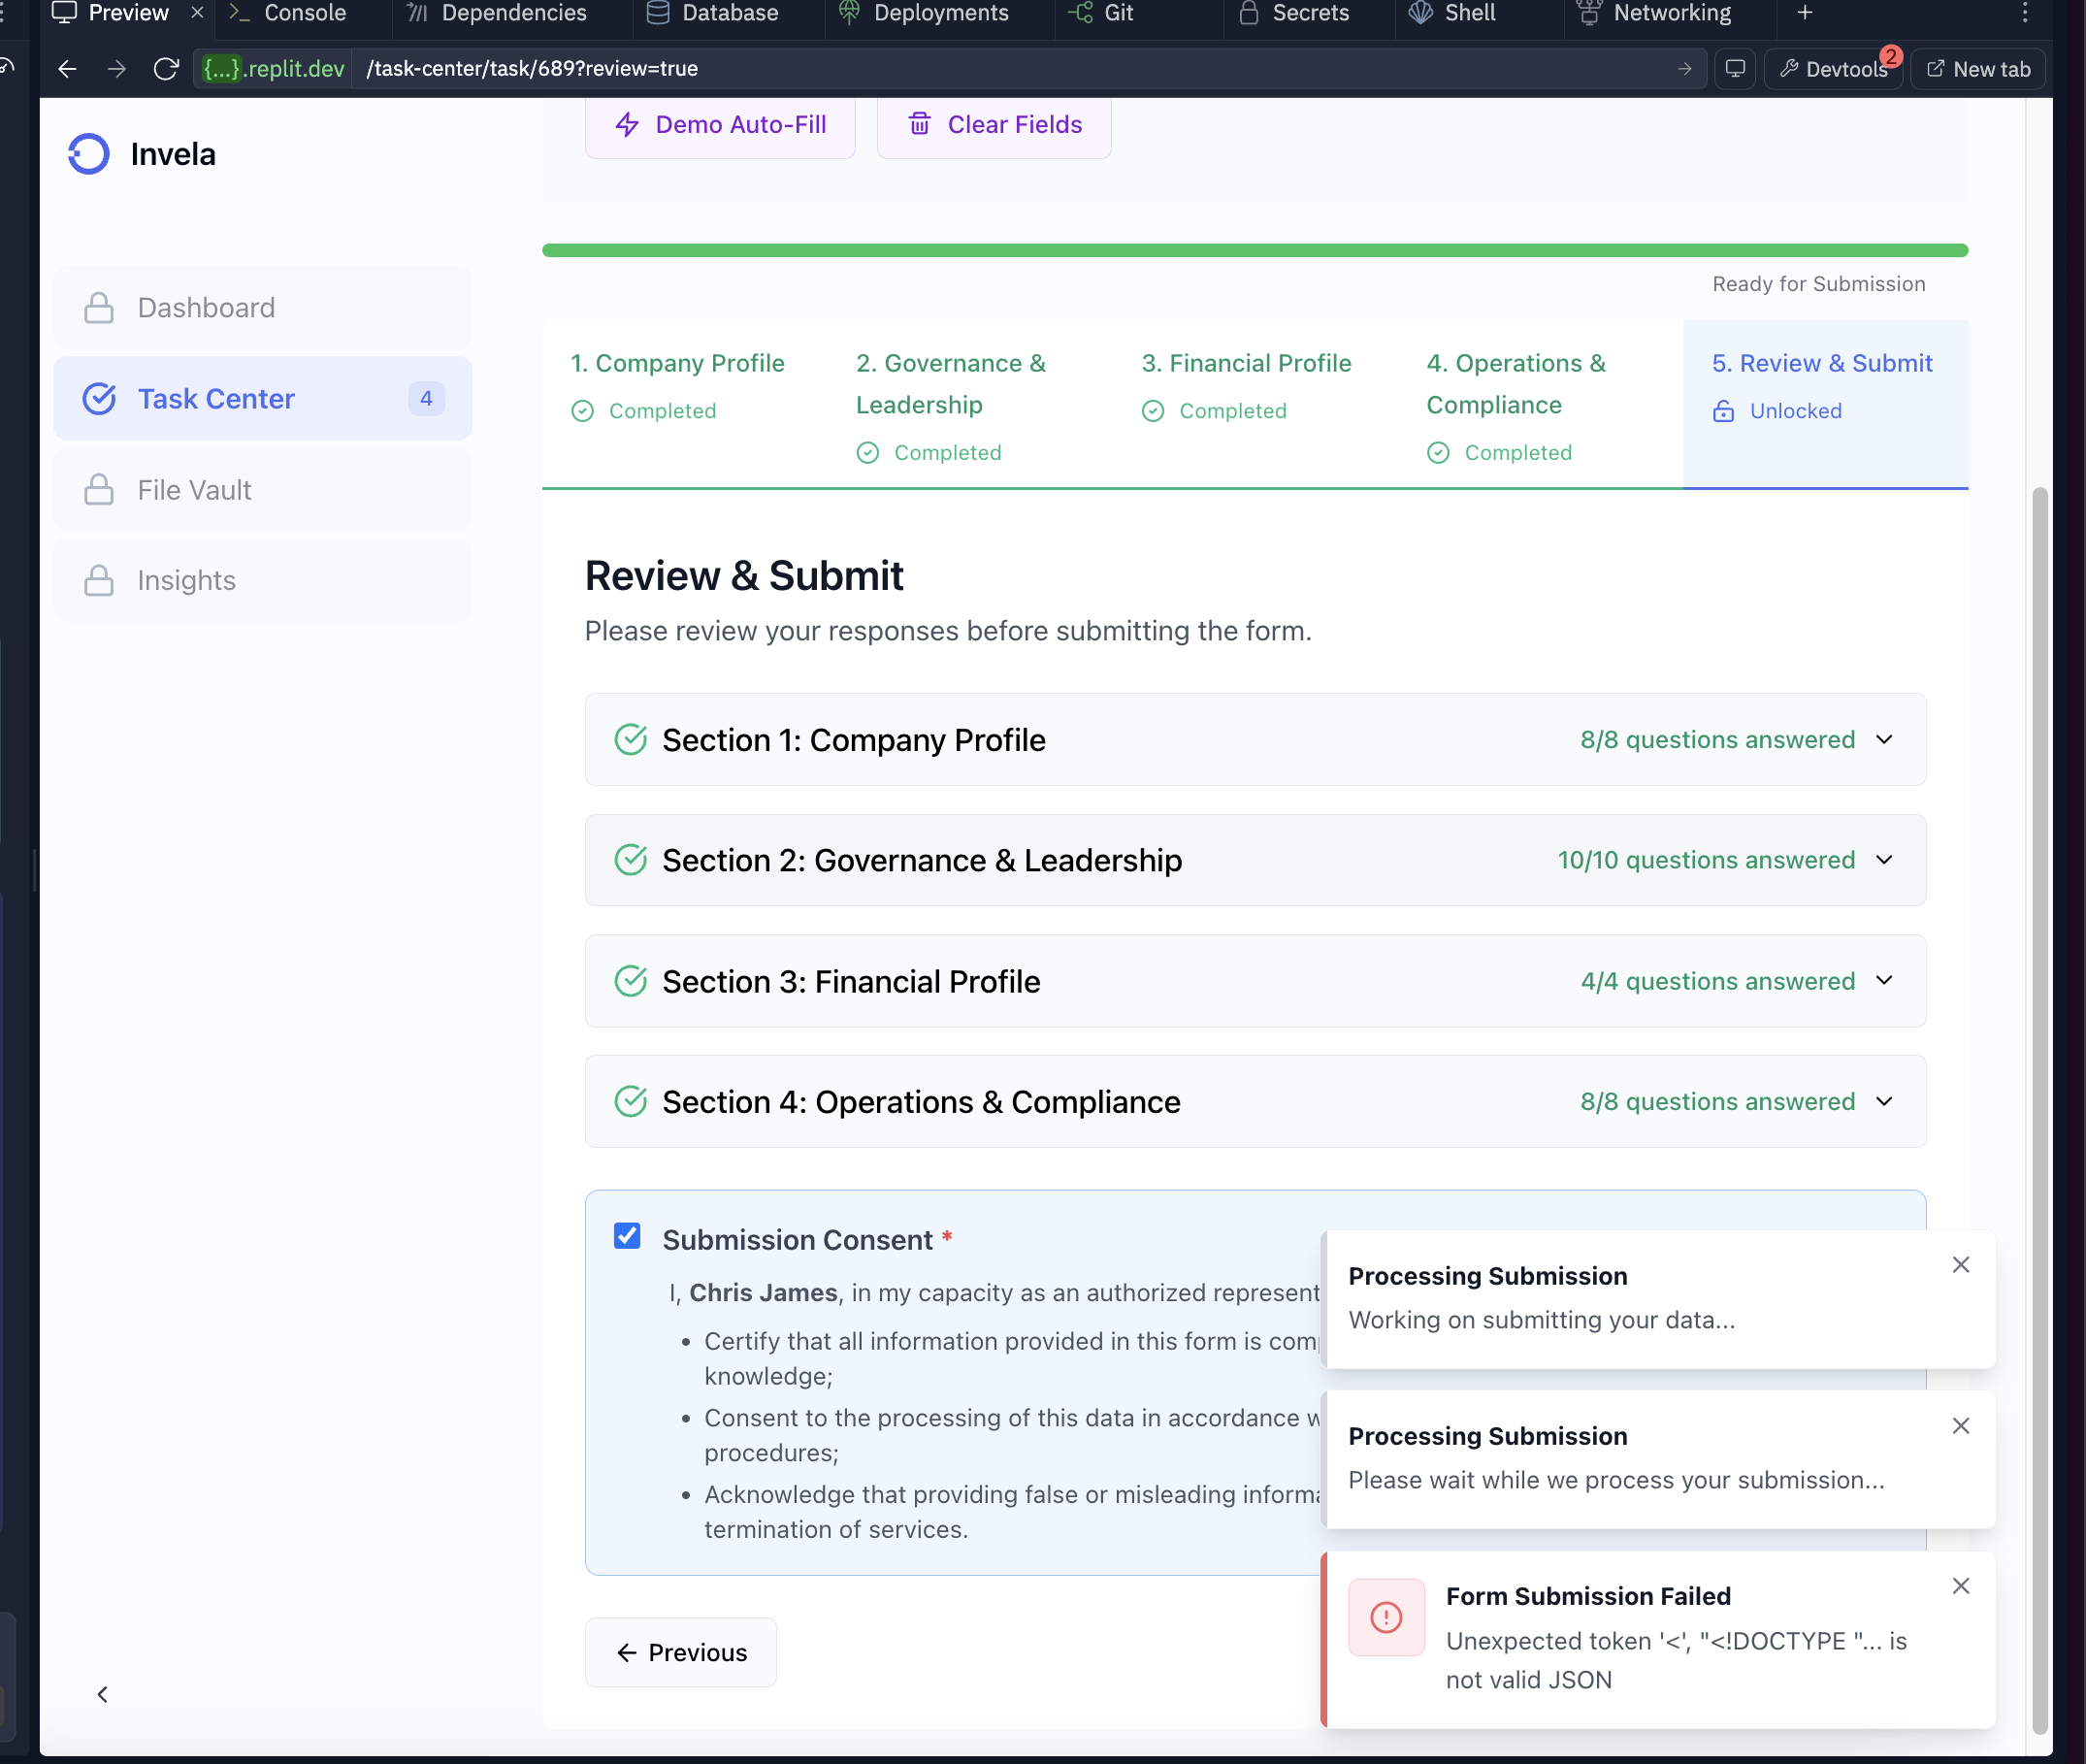 Preview
Console
Dependencies
Database
Deployments
Git
Secrets
Shell
Networking
{...}.replit.dev
/task-center/task/689?review=true
Devtools
2
New tab
Invela
Demo Auto-Fill
Clear Fields
Dashboard
Task Center
4
File Vault
Insights
Ready for Submission
1. Company Profile
Completed
2. Governance &
Leadership
Completed
3. Financial Profile
Completed
4. Operations &
Compliance
Completed
5. Review & Submit
Unlocked
Review & Submit
Please review your responses before submitting the form.
Section 1: Company Profile
8/8 questions answered
Section 2: Governance & Leadership
10/10 questions answered
Section 3: Financial Profile
4/4 questions answered
Section 4: Operations & Compliance
8/8 questions answered
Submission Consent *
I, Chris James, in my capacity as an authorized represent
• Certify that all information provided in this form is com
knowledge;
• Consent to the processing of this data in accordance
procedures;
• Acknowledge that providing false or misleading inform
termination of services.
Previous
Processing Submission
Working on submitting your data...
Processing Submission
Please wait while we process your submission...
Form Submission Failed
Unexpected token '<', "<!DOCTYPE "... is
not valid JSON